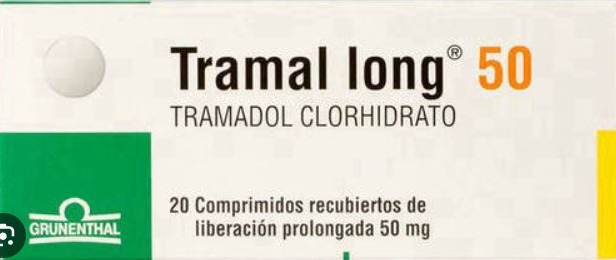 Tramal long® 50
TRAMADOL CLORHIDRATO
20 Comprimidos recubiertos de
liberación prolongada 50 mg
GRUNENTHAL